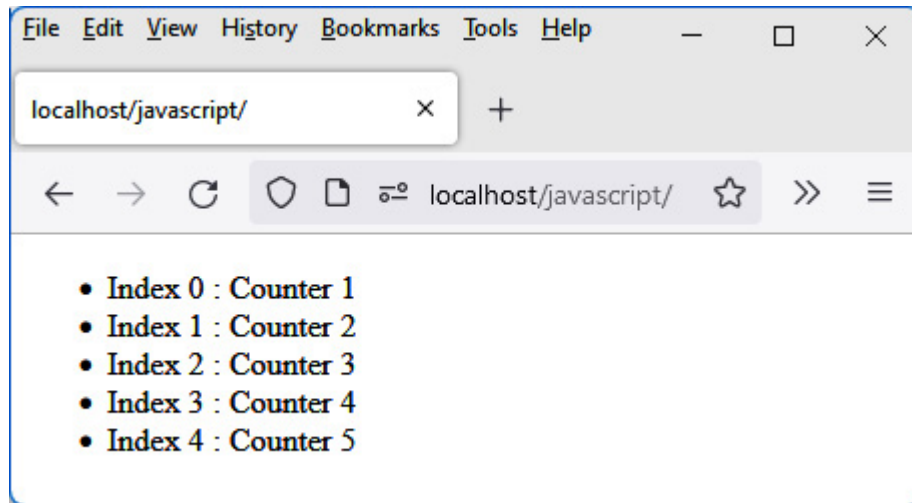 File Edit View History Bookmarks Tools Help
localhost/javascript/
localhost/javascript/
• Index 0 : Counter 1
• Index 1 : Counter 2
• Index 2 : Counter 3
• Index 3 : Counter 4
• Index 4 : Counter 5